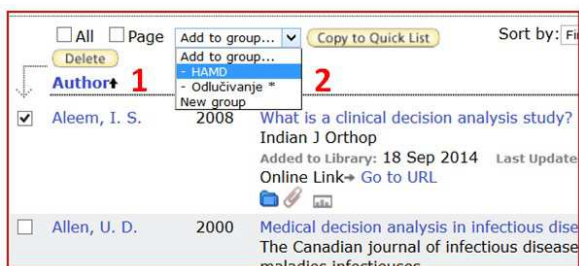 All Page Add to group... Copy to Quick List Sort by: Fi
Delete
Add to group...
- HAMD
- Odlučivanje *
New group
Author 1 2
Aleem, I. S. 2008 What is a clinical decision analysis study?
Indian J Orthop
Added to Library: 18 Sep 2014 Last Update
Online Link Go to URL
Allen, U. D. 2000 Medical decision analysis in infectious dise
The Canadian journal of infectious disease
maladies infectieuses